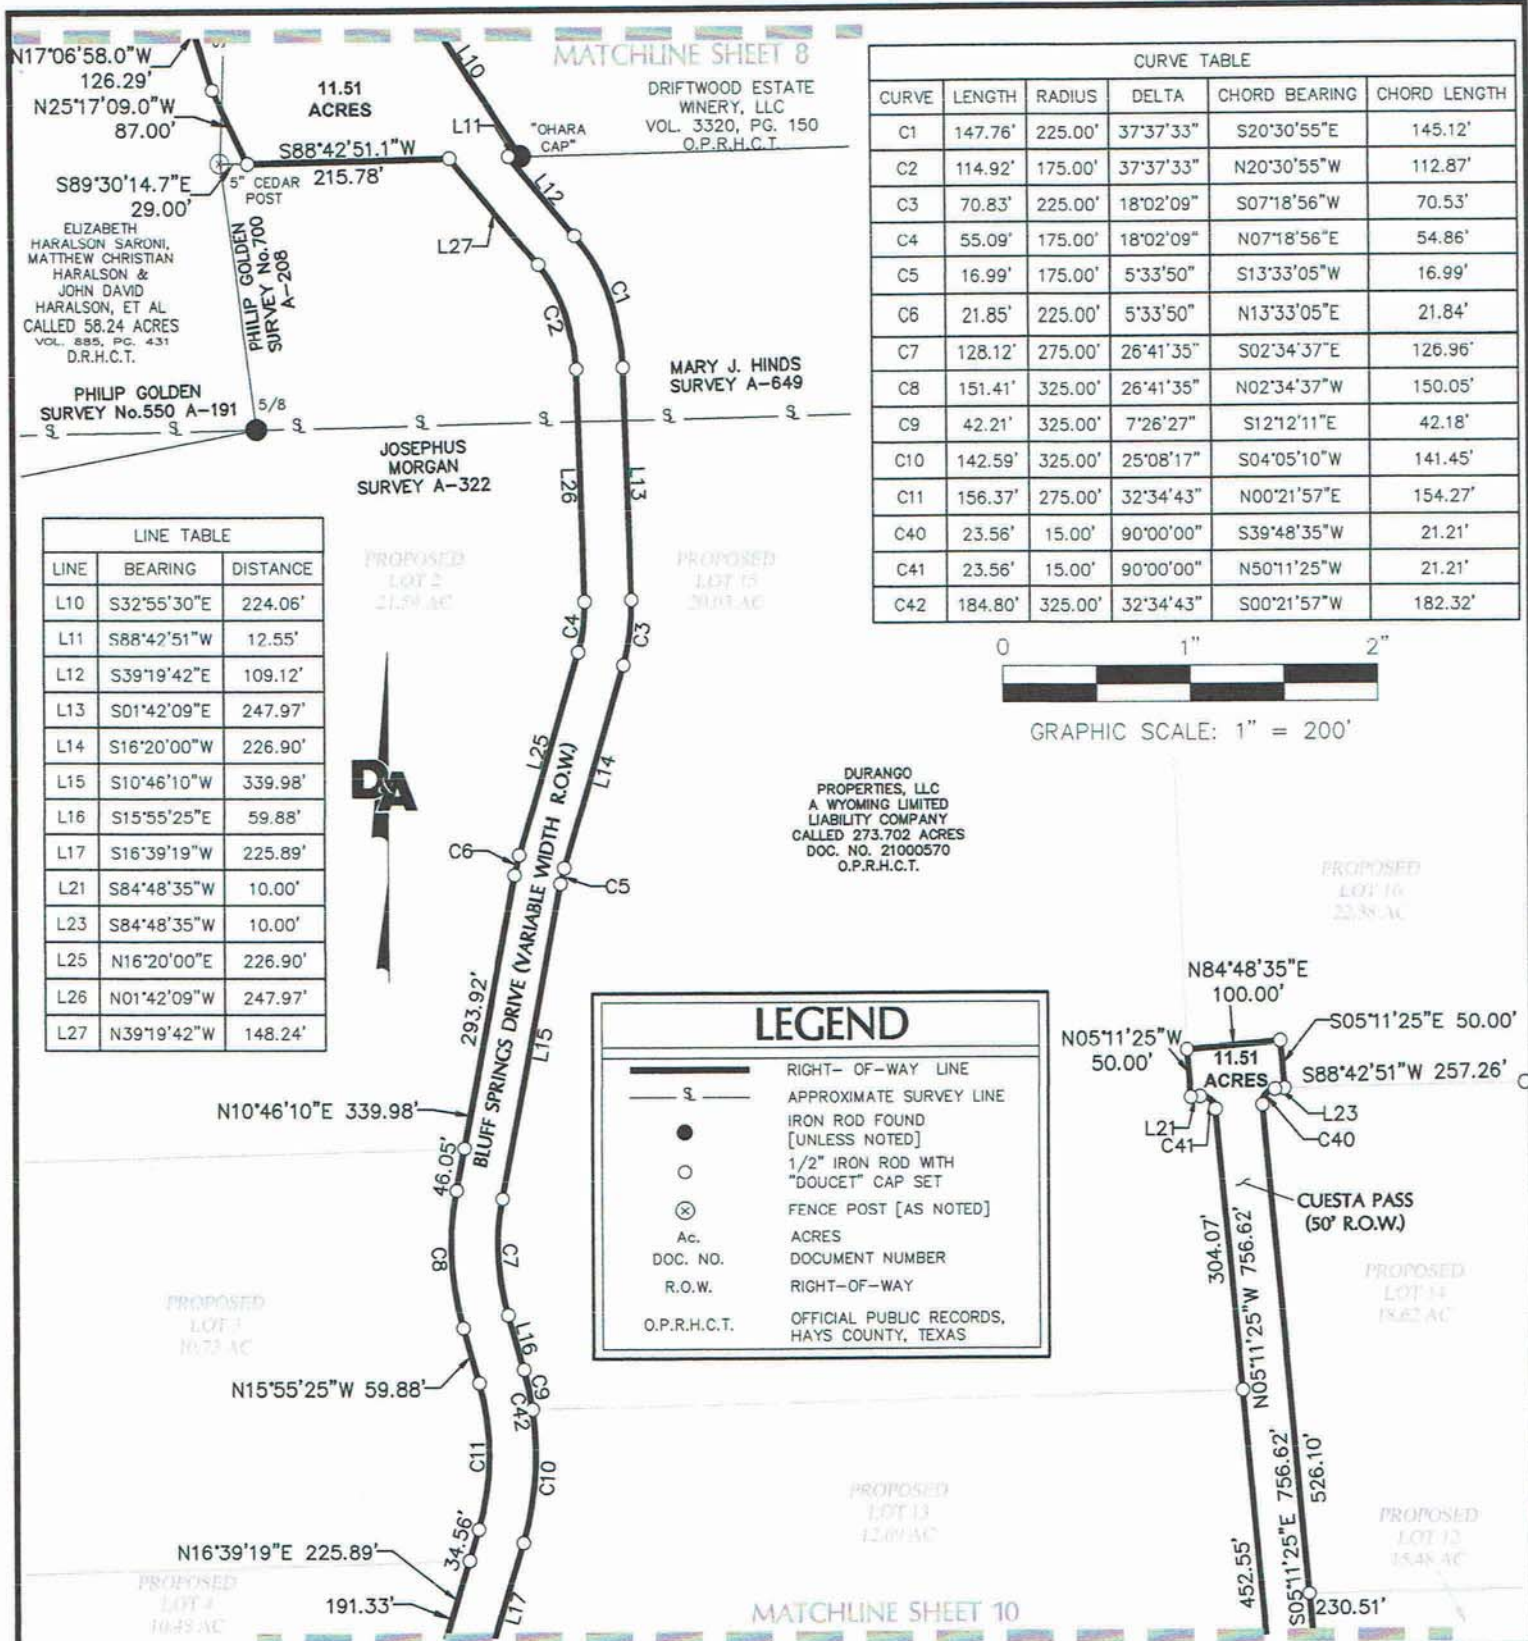 MATCHLINE SHEET 8
N17°06'58.0"W
126.29'
N25°17'09.0"W
87.00'
11.51
ACRES
L10
DRIFTWOOD ESTATE
WINERY, LLC
VOL. 3320, PG. 150
O.P.R.H.C.T.
L11
"OHARA
CAP"
S88°42'51.1"W
215.78'
S89°30'14.7"E
29.00'
5" CEDAR
POST
L12
L27
ELIZABETH
HARALSON SARONI,
MATTHEW CHRISTIAN
HARALSON &
JOHN DAVID
HARALSON, ET AL
CALLED 58.24 ACRES
VOL. 885, PG. 431
D.R.H.C.T.
PHILIP GOLDEN
SURVEY No.700
A-208
C1
C2
PHILIP GOLDEN
SURVEY No.550 A-191
5/8
MARY J. HINDS
SURVEY A-649
JOSEPHUS
MORGAN
SURVEY A-322
L26
L13
CURVE TABLE
CURVE LENGTH RADIUS DELTA CHORD BEARING CHORD LENGTH
C1 147.76' 225.00' 37°37'33" S20°30'55"E 145.12'
C2 114.92' 175.00' 37°37'33" N20°30'55"W 112.87'
C3 70.83' 225.00' 18°02'09" S07°18'56"W 70.53'
C4 55.09' 175.00' 18°02'09" N07°18'56"E 54.86'
C5 16.99' 175.00' 5°33'50" S13°33'05"W 16.99'
C6 21.85' 225.00' 5°33'50" N13°33'05"E 21.84'
C7 128.12' 275.00' 26°41'35" S02°34'37"E 126.96'
C8 151.41' 325.00' 26°41'35" N02°34'37"W 150.05'
C9 42.21' 325.00' 7°26'27" S12°12'11"E 42.18'
C10 142.59' 325.00' 25°08'17" S04°05'10"W 141.45'
C11 156.37' 275.00' 32°34'43" N00°21'57"E 154.27'
C40 23.56' 15.00' 90°00'00" S39°48'35"W 21.21'
C41 23.56' 15.00' 90°00'00" N50°11'25"W 21.21'
C42 184.80' 325.00' 32°34'43" S00°21'57"W 182.32'
0 1" 2"
GRAPHIC SCALE: 1" = 200'
LINE TABLE
LINE BEARING DISTANCE
L10 S32°55'30"E 224.06'
L11 S88°42'51"W 12.55'
L12 S39°19'42"E 109.12'
L13 S01°42'09"E 247.97'
L14 S16°20'00"W 226.90'
L15 S10°46'10"W 339.98'
L16 S15°55'25"E 59.88'
L17 S16°39'19"W 225.89'
L21 S84°48'35"W 10.00'
L23 S84°48'35"W 10.00'
L25 N16°20'00"E 226.90'
L26 N01°42'09"W 247.97'
L27 N39°19'42"W 148.24'
PROPOSED
LOT 2
PROPOSED
LOT 15
C4
C3
D&A
L25
L14
C6
C5
BLUFF SPRINGS DRIVE (VARIABLE WIDTH R.O.W.)
293.92'
L15
DURANGO
PROPERTIES, LLC
A WYOMING LIMITED
LIABILITY COMPANY
CALLED 273.702 ACRES
DOC. NO. 21000570
O.P.R.H.C.T.
PROPOSED
LOT 16
N10°46'10"E 339.98'
46.05'
LEGEND
RIGHT- OF-WAY LINE
APPROXIMATE SURVEY LINE
IRON ROD FOUND
[UNLESS NOTED]
1/2" IRON ROD WITH
"DOUCET" CAP SET
FENCE POST [AS NOTED]
Ac. ACRES
DOC. NO. DOCUMENT NUMBER
R.O.W. RIGHT-OF-WAY
O.P.R.H.C.T. OFFICIAL PUBLIC RECORDS,
HAYS COUNTY, TEXAS
N84°48'35"E
100.00'
N05°11'25"W
50.00'
S05°11'25"E 50.00'
11.51
ACRES
S88°42'51"W 257.26'
L21
C41
L23
C40
CUESTA PASS
(50' R.O.W.)
304.07'
N05°11'25"W 756.62'
C8
C7
L16
C9
C42
PROPOSED
PROPOSED
LOT 14
18.62 AC
N15°55'25"W 59.88'
C11
C10
34.56'
N16°39'19"E 225.89'
191.33'
L17
PROPOSED
LOT 4
PROPOSED
LOT 13
PROPOSED
LOT 12
452.55'
S05°11'25"E 756.62'
526.10'
230.51'
MATCHLINE SHEET 10